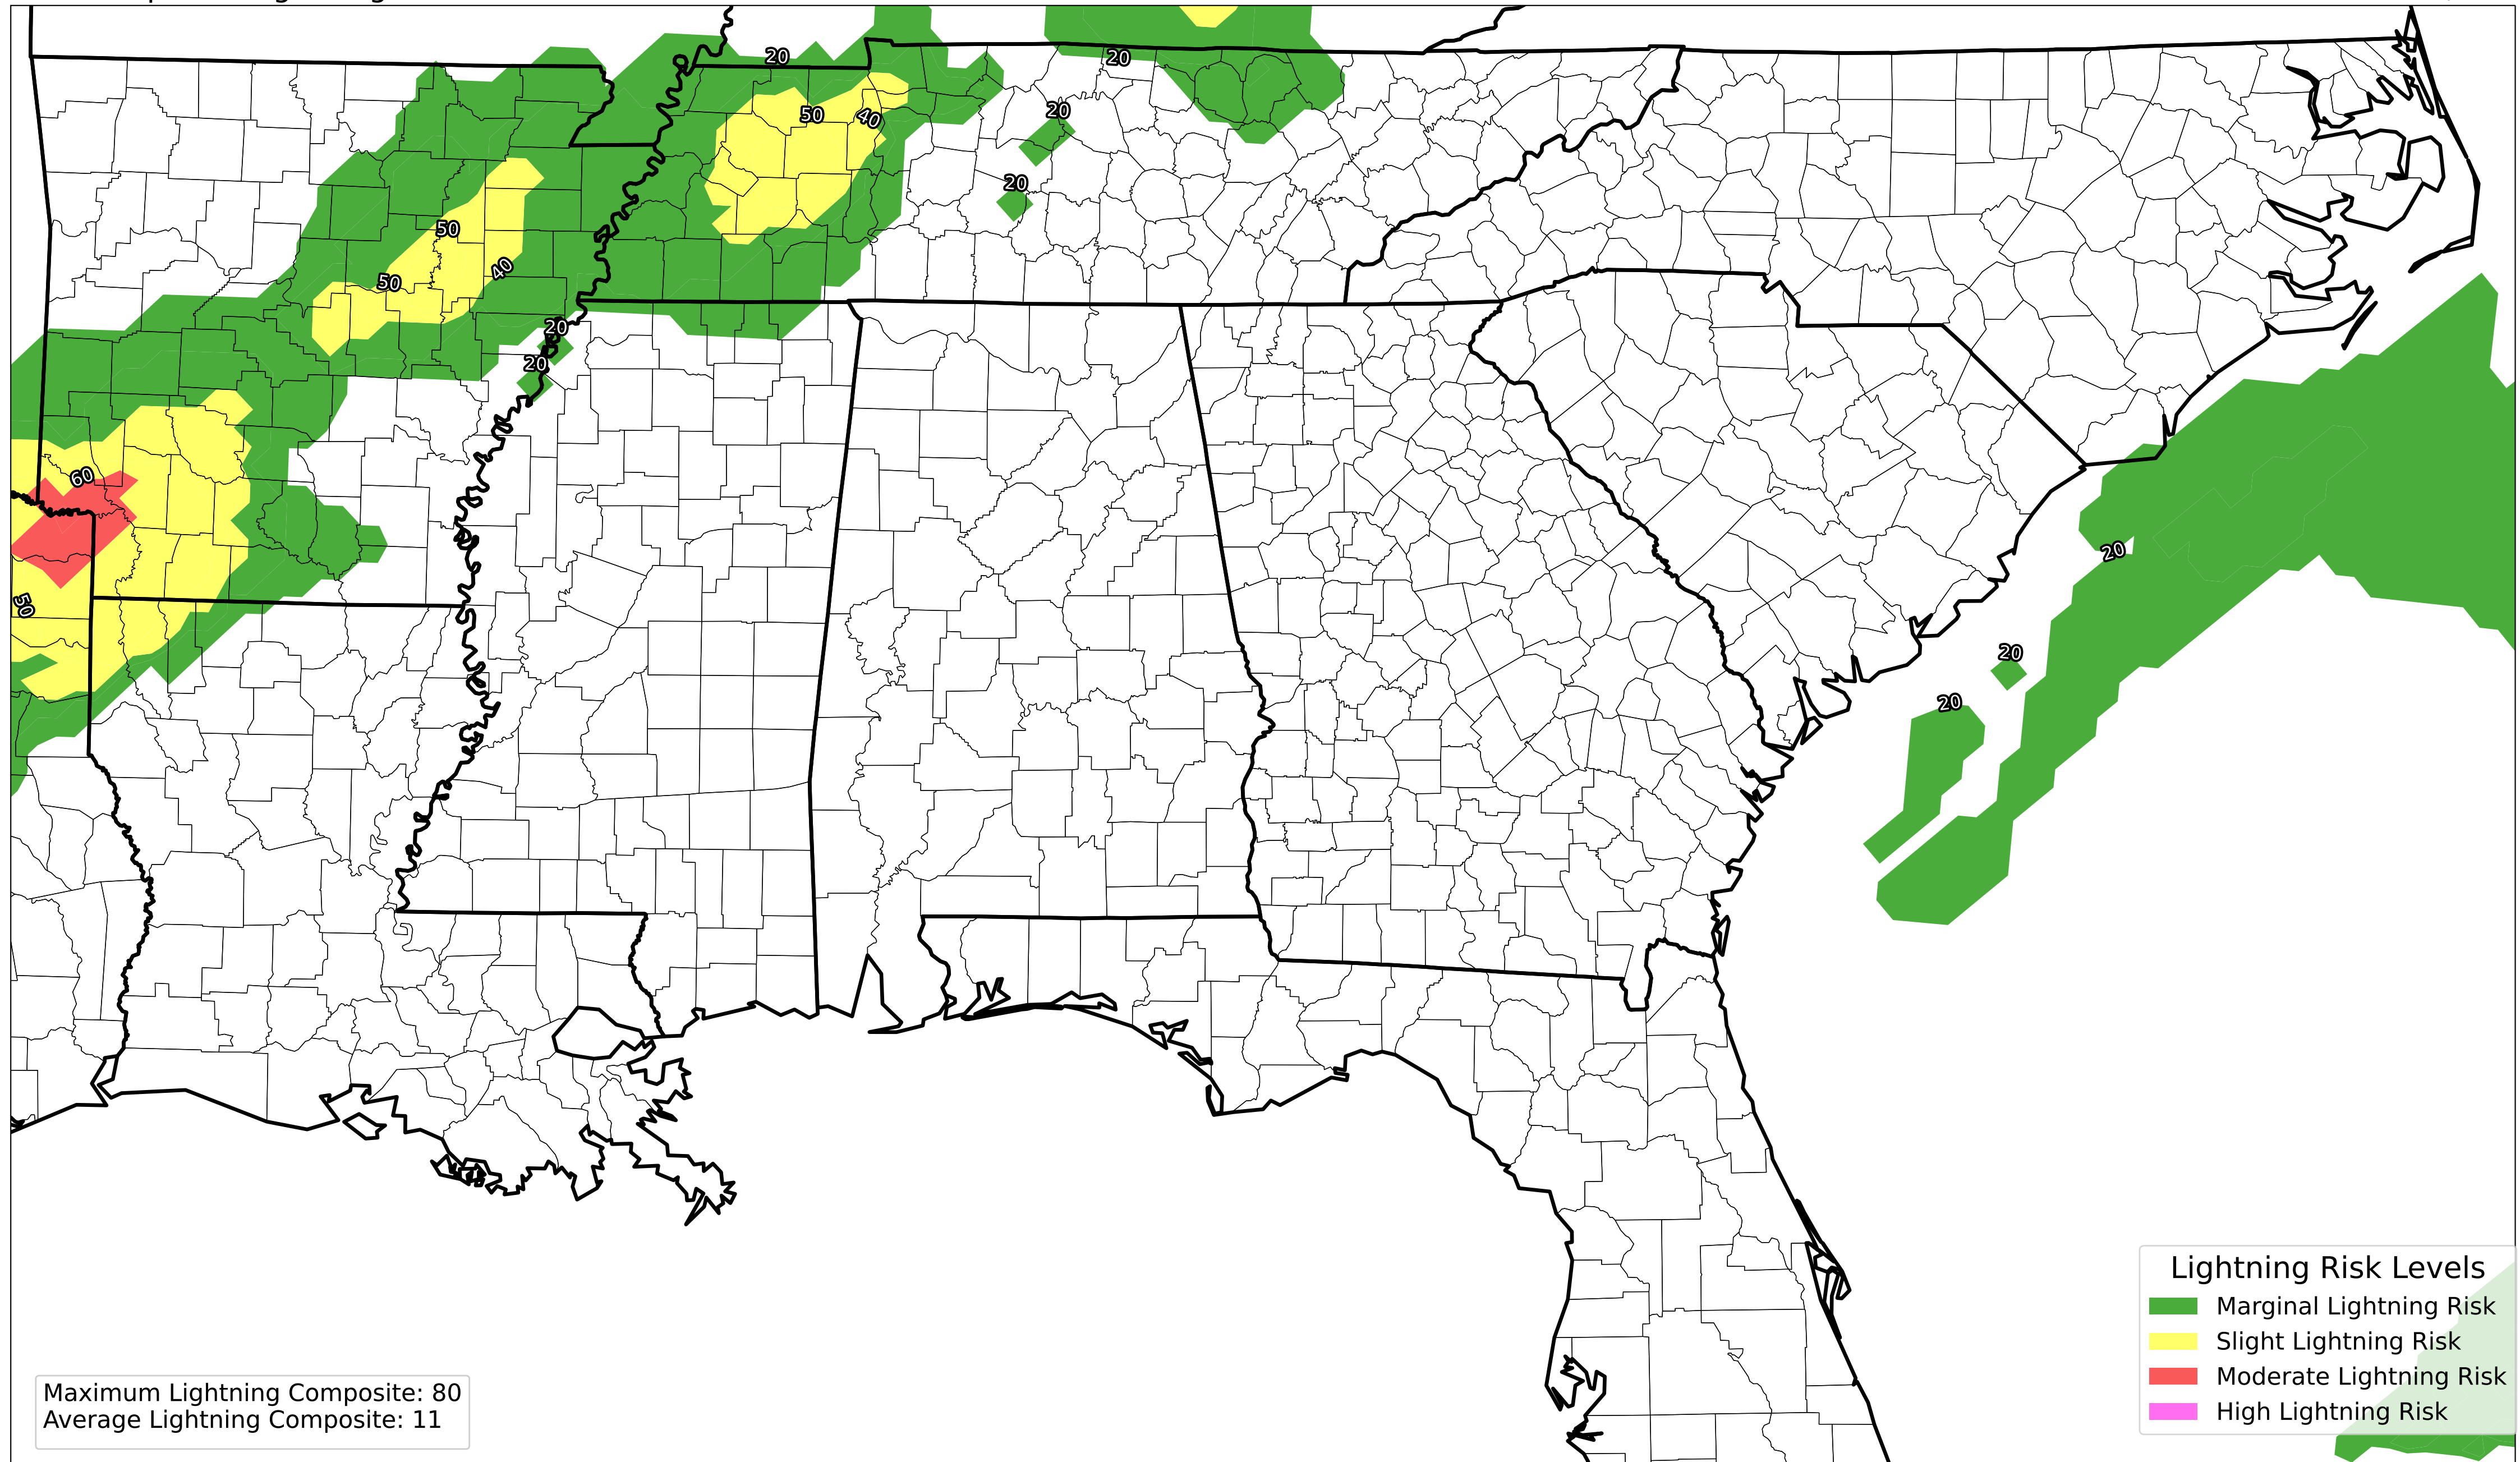 20
20
50
40
20
20
50
50
40
20
20
60
50
20
20
20
Lightning Risk Levels
Marginal Lightning Risk
Slight Lightning Risk
Moderate Lightning Risk
High Lightning Risk
Maximum Lightning Composite: 80
Average Lightning Composite: 11